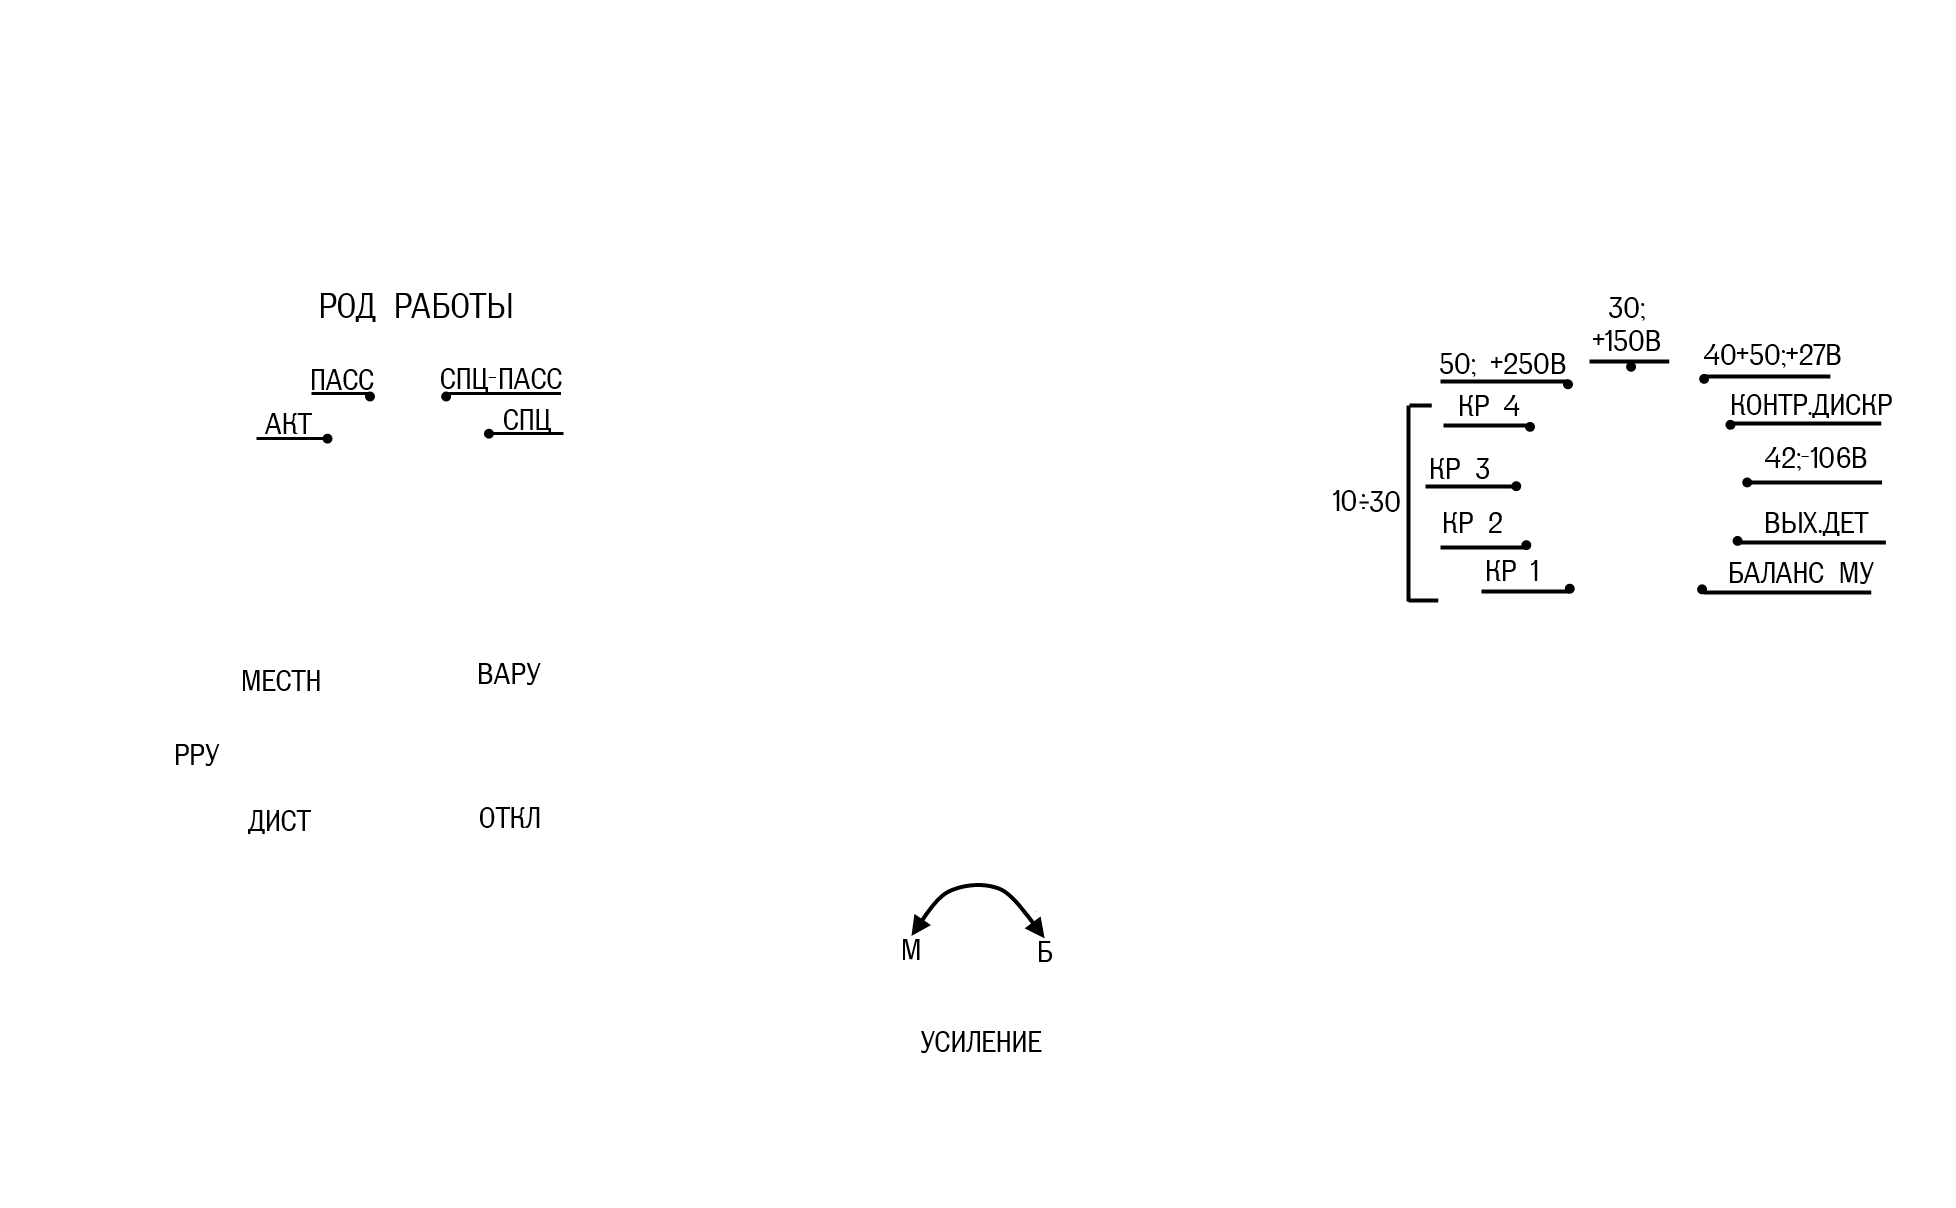 РОД РАБОТЫ
ПАСС
СПЦ-ПАСС
АКТ
СПЦ
МЕСТН
ВАРУ
РРУ
ДИСТ
ОТКЛ
М
Б
УСИЛЕНИЕ
30;
+150В
50; +250В
40+50;+27В
КР 4
КОНТР.ДИСКР
КР 3
42;-106В
10÷30
КР 2
ВЫХ.ДЕТ
КР 1
БАЛАНС МУ